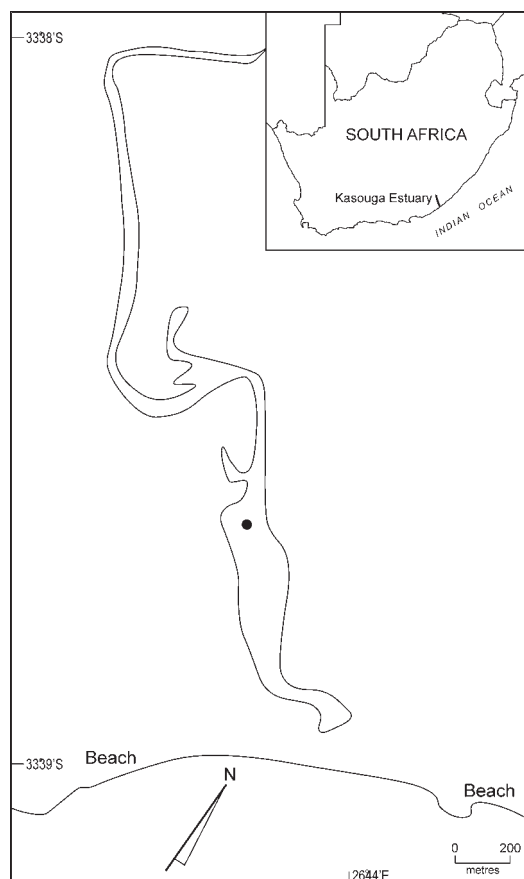 33°38'S
SOUTH AFRICA
Kasouga Estuary
INDIAN OCEAN
33°39'S
Beach
N
Beach
0 200
metres
26°44'E